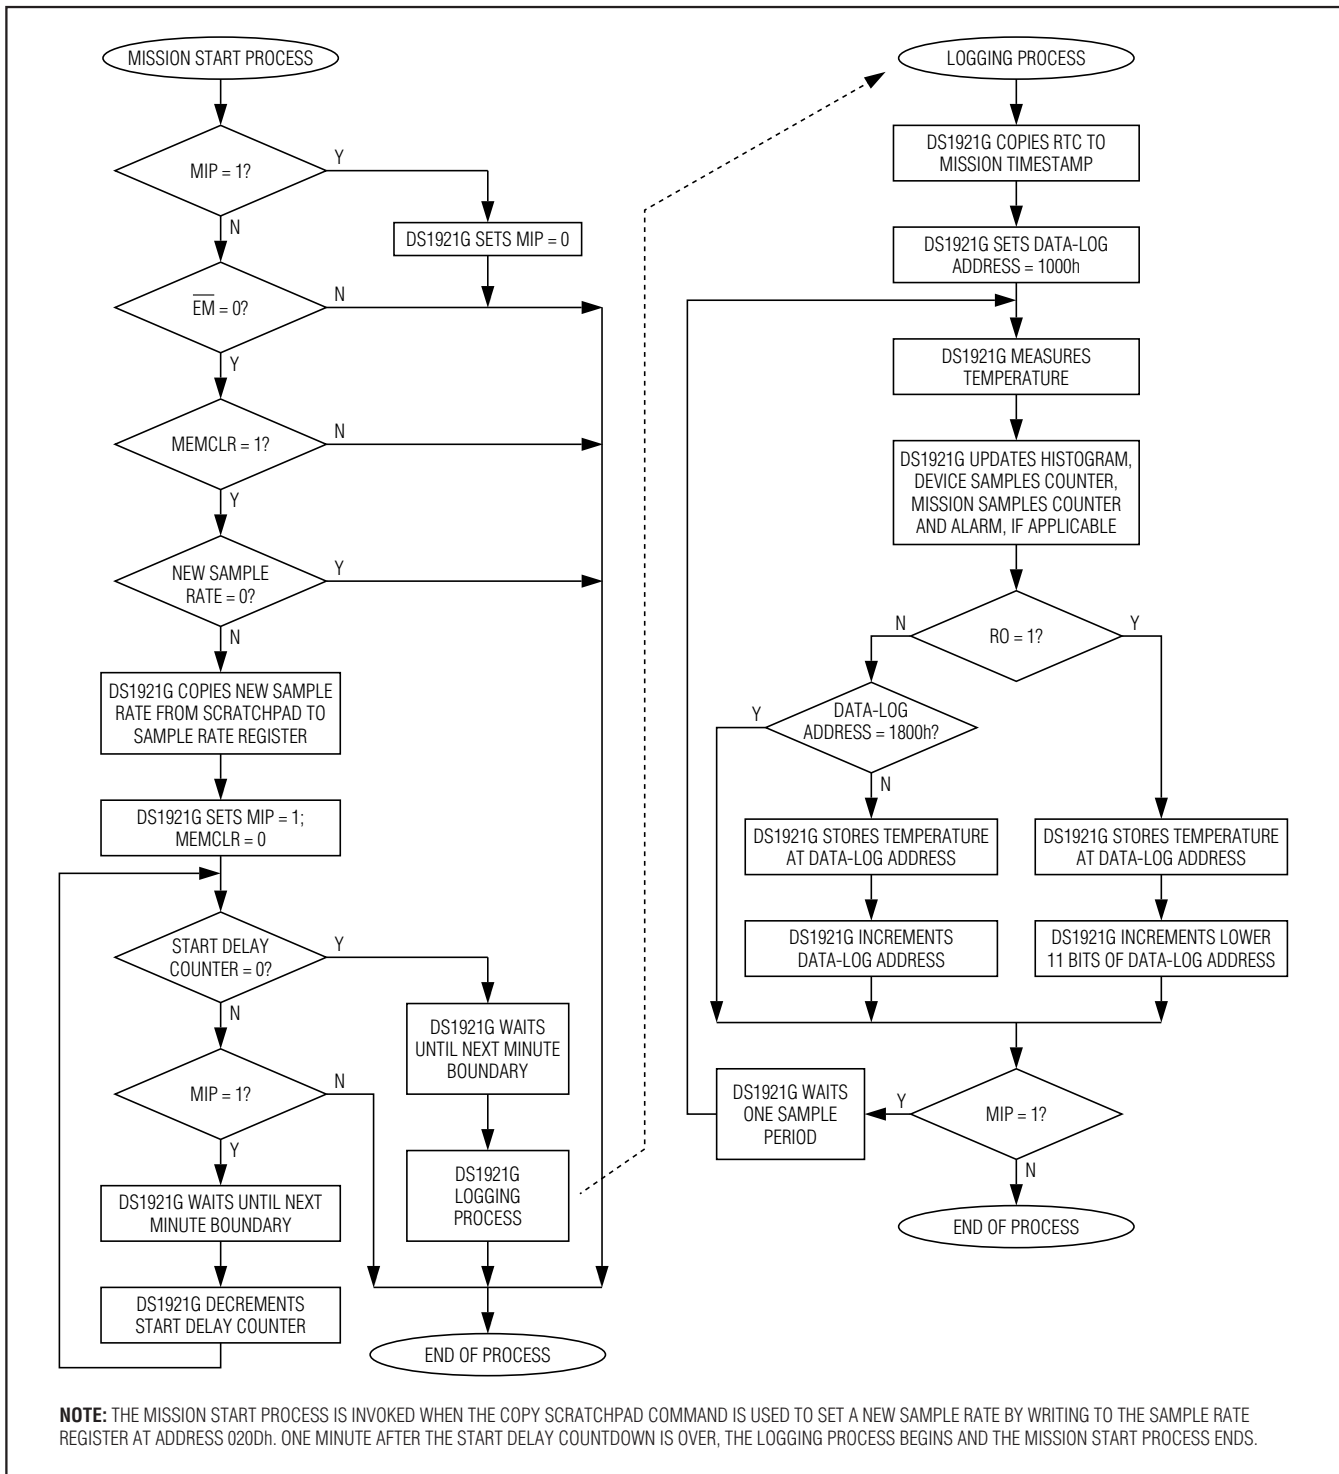 MISSION START PROCESS
MIP = 1?
Y
N
DS1921G SETS MIP = 0
EM = 0?
N
Y
MEMCLR = 1?
N
Y
NEW SAMPLE
RATE = 0?
Y
N
DS1921G COPIES NEW SAMPLE
RATE FROM SCRATCHPAD TO
SAMPLE RATE REGISTER
DS1921G SETS MIP = 1;
MEMCLR = 0
START DELAY
COUNTER = 0?
Y
N
DS1921G WAITS
UNTIL NEXT MINUTE
BOUNDARY
MIP = 1?
N
Y
DS1921G
LOGGING
PROCESS
DS1921G WAITS UNTIL NEXT
MINUTE BOUNDARY
DS1921G DECREMENTS
START DELAY COUNTER
END OF PROCESS
LOGGING PROCESS
DS1921G COPIES RTC TO
MISSION TIMESTAMP
DS1921G SETS DATA-LOG
ADDRESS = 1000h
DS1921G MEASURES
TEMPERATURE
DS1921G UPDATES HISTOGRAM,
DEVICE SAMPLES COUNTER,
MISSION SAMPLES COUNTER
AND ALARM, IF APPLICABLE
N
RO = 1?
Y
Y
DATA-LOG
ADDRESS = 1800h?
N
DS1921G STORES TEMPERATURE
AT DATA-LOG ADDRESS
DS1921G STORES TEMPERATURE
AT DATA-LOG ADDRESS
DS1921G INCREMENTS
DATA-LOG ADDRESS
DS1921G INCREMENTS LOWER
11 BITS OF DATA-LOG ADDRESS
DS1921G WAITS
ONE SAMPLE
PERIOD
Y
MIP = 1?
N
END OF PROCESS
NOTE: THE MISSION START PROCESS IS INVOKED WHEN THE COPY SCRATCHPAD COMMAND IS USED TO SET A NEW SAMPLE RATE BY WRITING TO THE SAMPLE RATE
REGISTER AT ADDRESS 020Dh. ONE MINUTE AFTER THE START DELAY COUNTDOWN IS OVER, THE LOGGING PROCESS BEGINS AND THE MISSION START PROCESS ENDS.